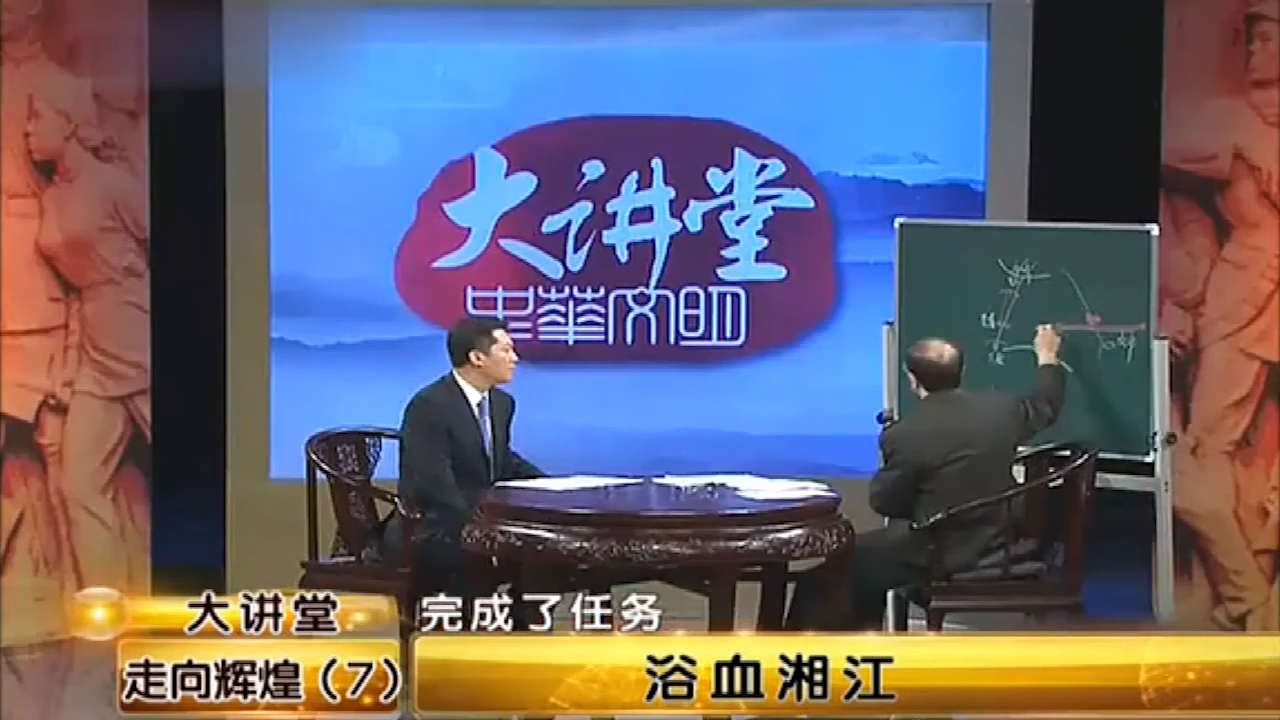 大讲堂
中華文明
大讲堂
完成了任务
走向辉煌（7）
浴血湘江